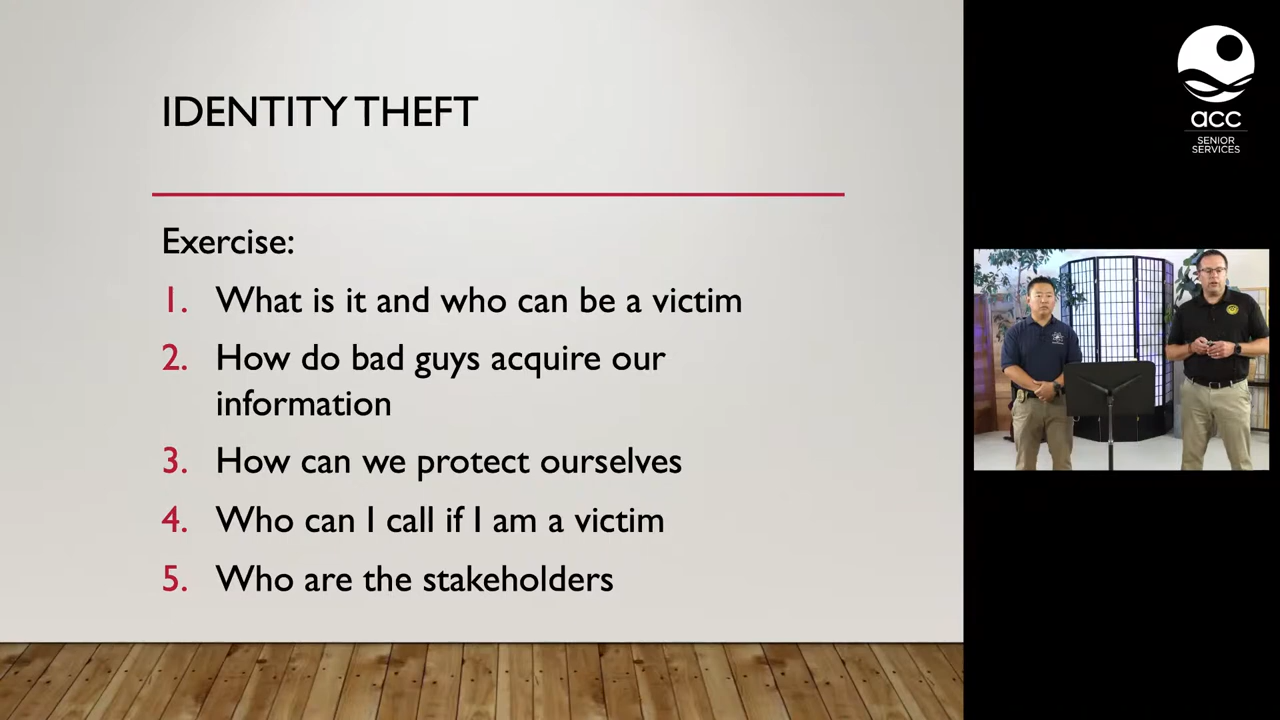 IDENTITY THEFT
Exercise:
1. What is it and who can be a victim
2. How do bad guys acquire our
information
3. How can we protect ourselves
4. Who can I call if I am a victim
5. Who are the stakeholders
acc
SENIOR
SERVICES